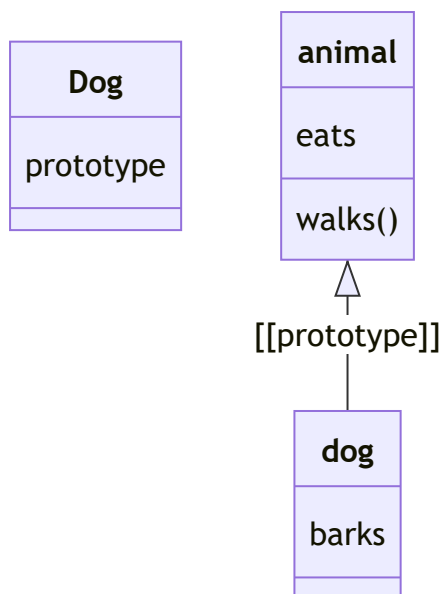 Dog
prototype
animal
eats
walks()
[[prototype]]
dog
barks